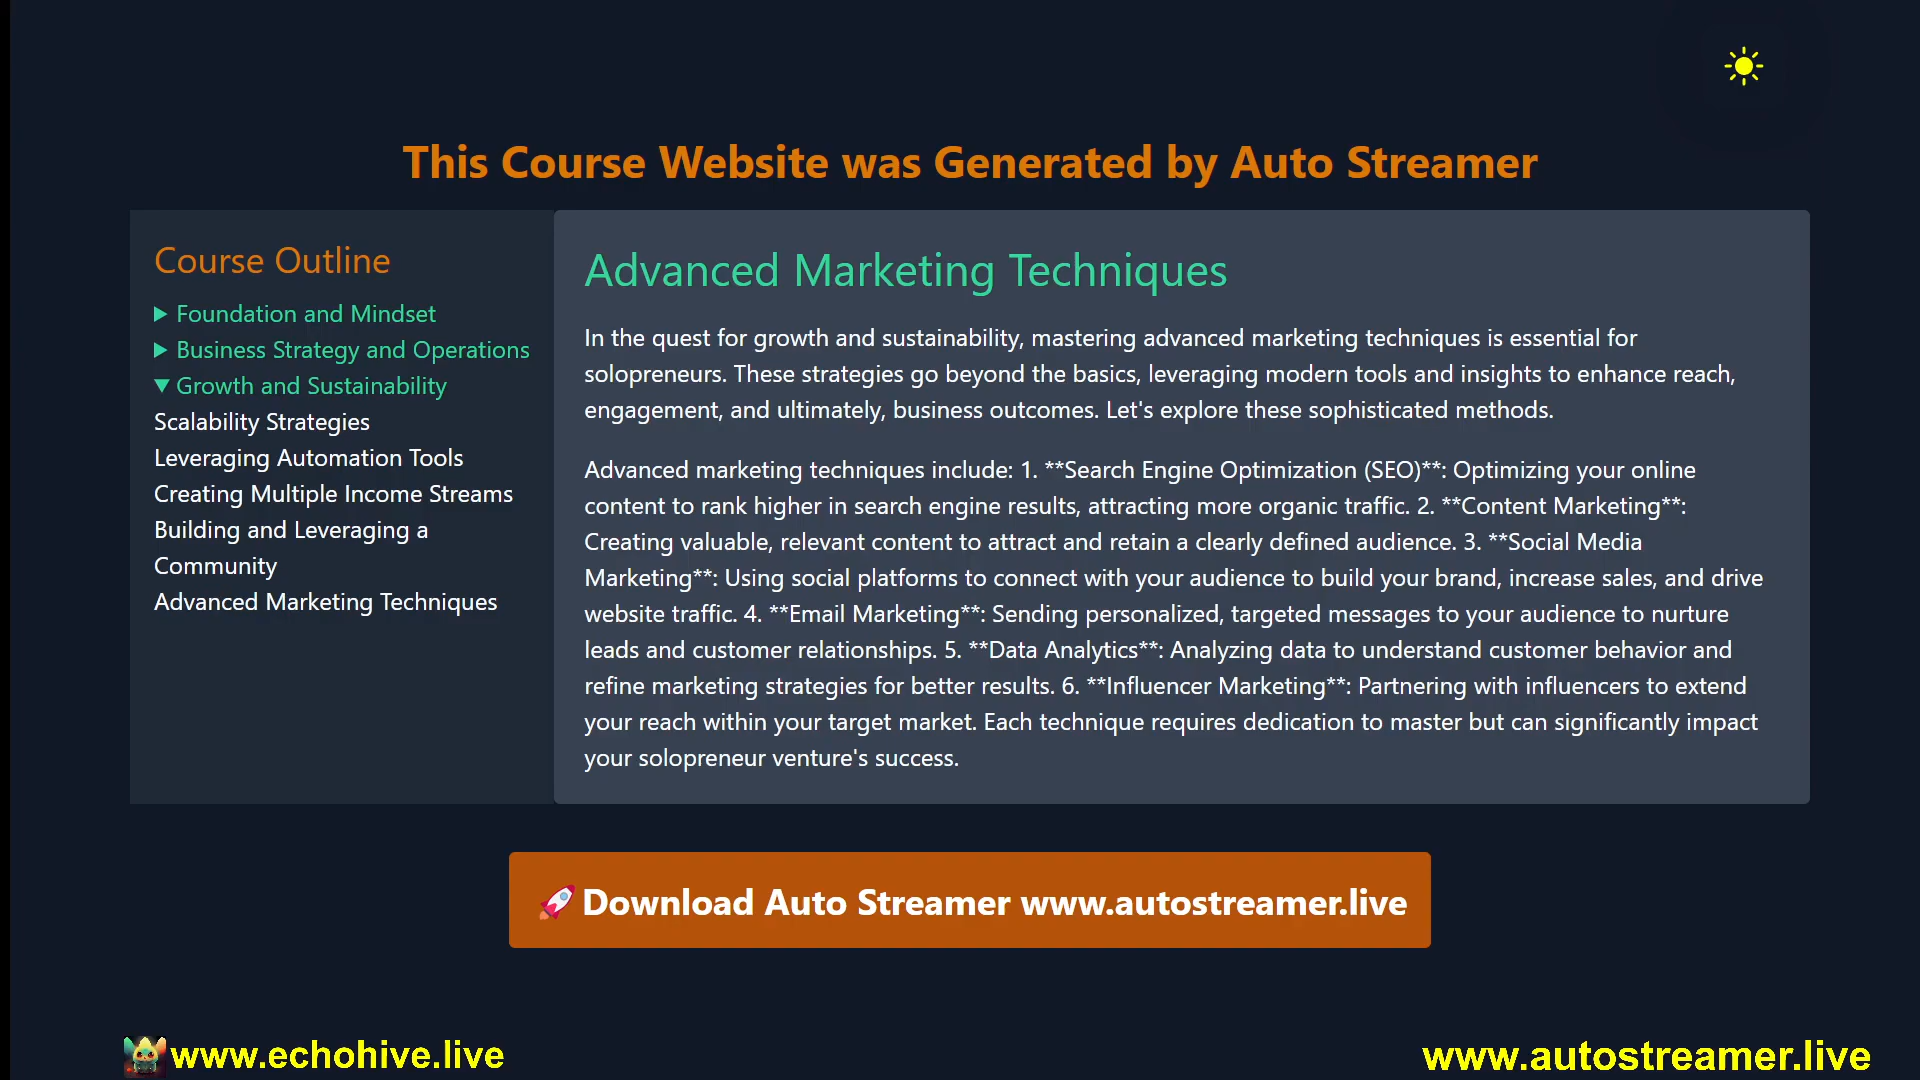 This Course Website was Generated by Auto Streamer
Course Outline
Foundation and Mindset
Business Strategy and Operations
Growth and Sustainability
Scalability Strategies
Leveraging Automation Tools
Creating Multiple Income Streams
Building and Leveraging a
Community
Advanced Marketing Techniques
Advanced Marketing Techniques
In the quest for growth and sustainability, mastering advanced marketing techniques is essential for
solopreneurs. These strategies go beyond the basics, leveraging modern tools and insights to enhance reach,
engagement, and ultimately, business outcomes. Let's explore these sophisticated methods.
Advanced marketing techniques include: 1. **Search Engine Optimization (SEO)**: Optimizing your online
content to rank higher in search engine results, attracting more organic traffic. 2. **Content Marketing**:
Creating valuable, relevant content to attract and retain a clearly defined audience. 3. **Social Media
Marketing**: Using social platforms to connect with your audience to build your brand, increase sales, and drive
website traffic. 4. **Email Marketing**: Sending personalized, targeted messages to your audience to nurture
leads and customer relationships. 5. **Data Analytics**: Analyzing data to understand customer behavior and
refine marketing strategies for better results. 6. **Influencer Marketing**: Partnering with influencers to extend
your reach within your target market. Each technique requires dedication to master but can significantly impact
your solopreneur venture's success.
Download Auto Streamer www.autostreamer.live
www.echohive.live
www.autostreamer.live